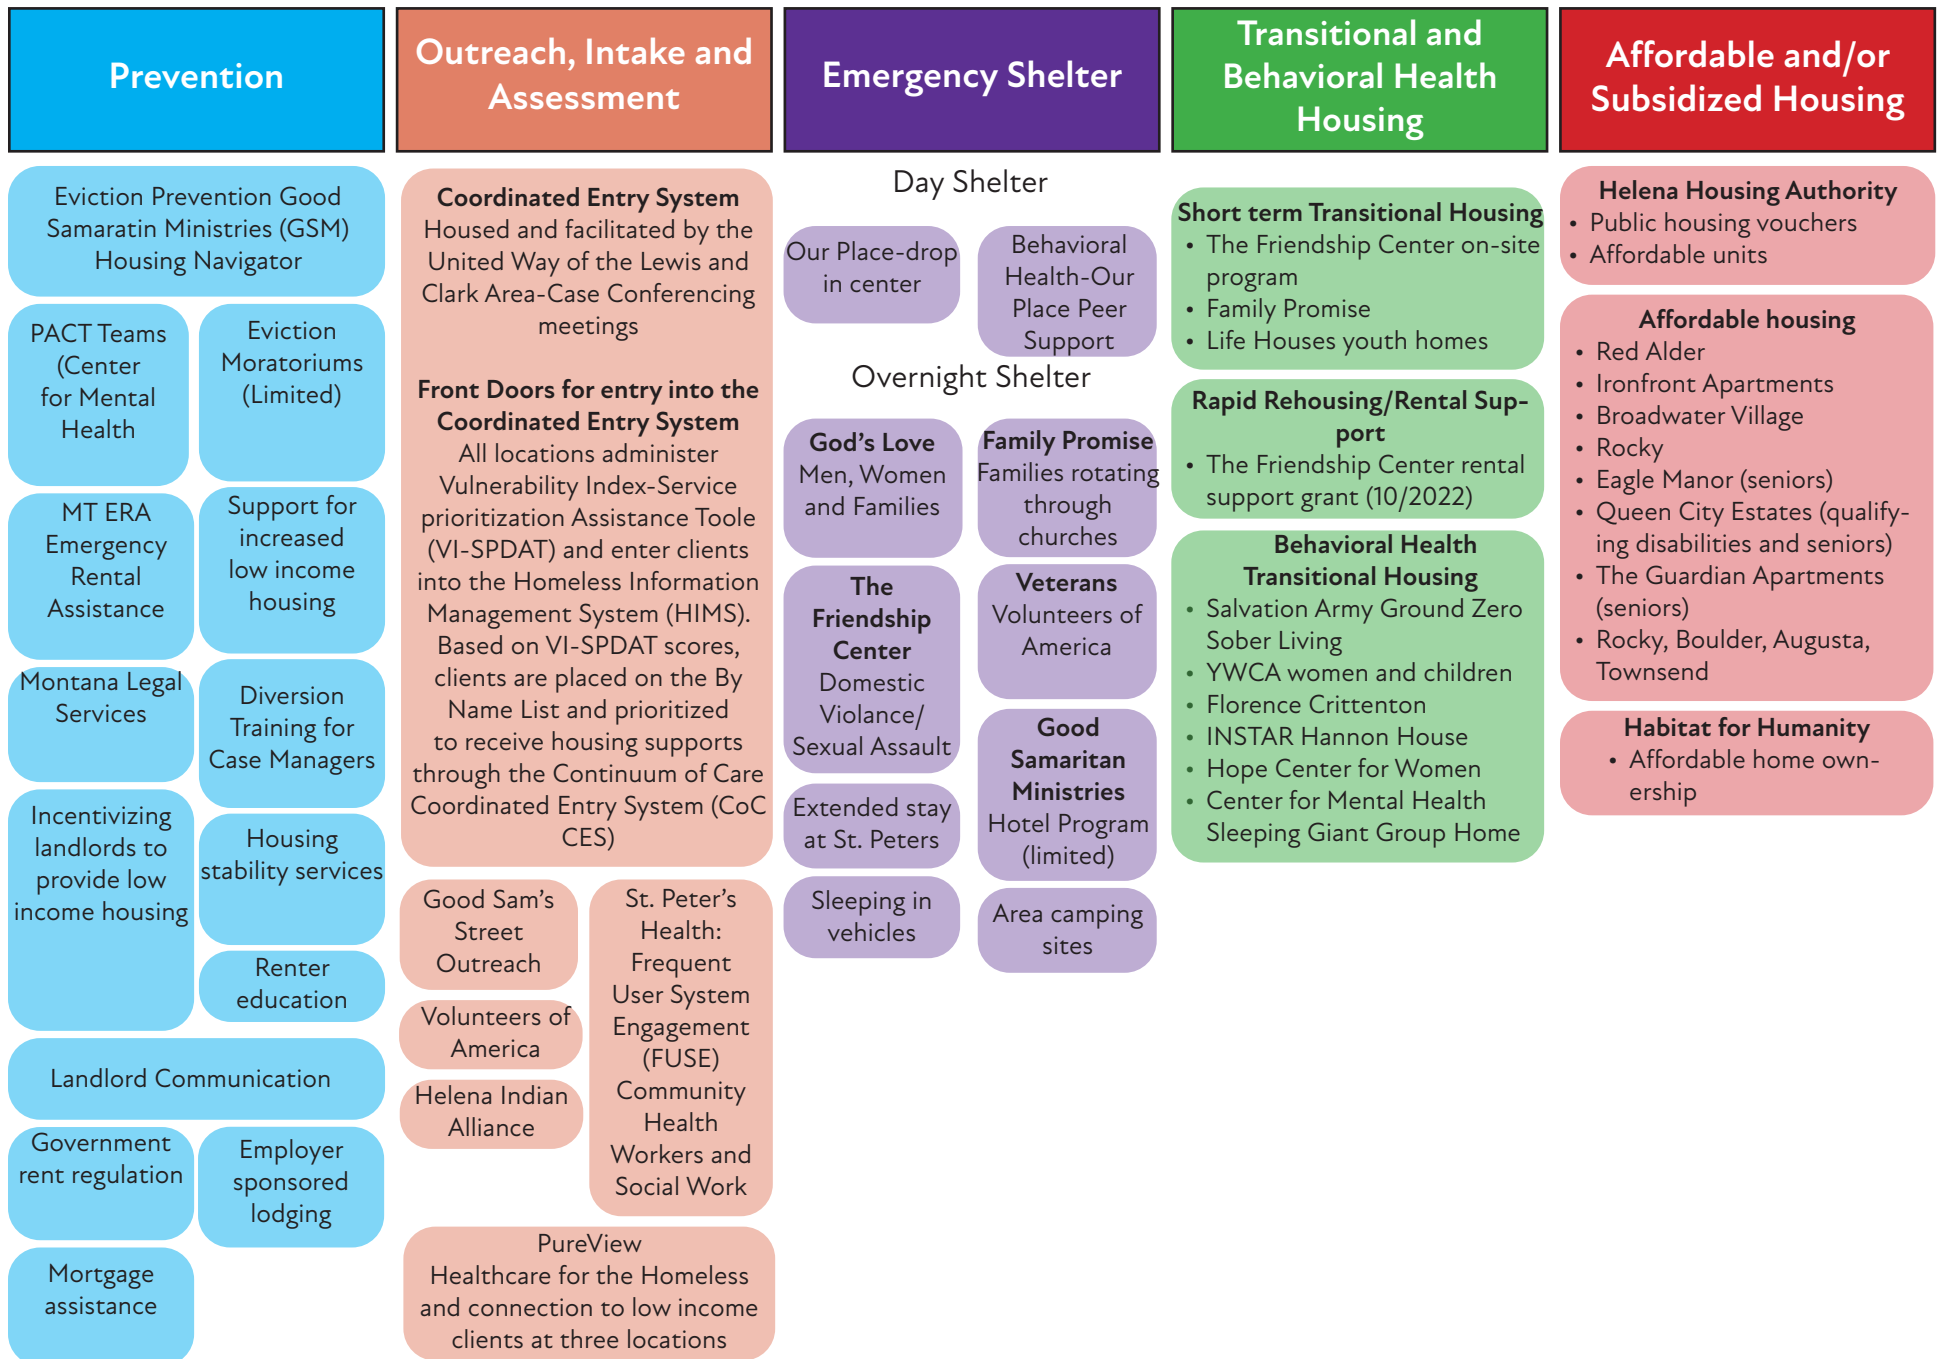 Prevention
Eviction Prevention Good
Samaratin Ministries (GSM)
Housing Navigator
PACT Teams
(Center
for Mental
Health
Eviction
Moratoriums
(Limited)
MT ERA
Emergency
Rental
Assistance
Support for
increased
low income
housing
Montana Legal
Services
Diversion
Training for
Case Managers
Incentivizing
landlords to
provide low
income housing
Housing
stability services
Renter
education
Landlord Communication
Government
rent regulation
Employer
sponsored
lodging
Mortgage
assistance
Outreach, Intake and
Assessment
Coordinated Entry System
Housed and facilitated by the
United Way of the Lewis and
Clark Area-Case Conferencing
meetings
Front Doors for entry into the
Coordinated Entry System
All locations administer
Vulnerability Index-Service
prioritization Assistance Toole
(VI-SPDAT) and enter clients
into the Homeless Information
Management System (HIMS).
Based on VI-SPDAT scores,
clients are placed on the By
Name List and prioritized
to receive housing supports
through the Continuum of Care
Coordinated Entry System (CoC
CES)
Good Sam's
Street
Outreach
Volunteers of
America
Helena Indian
Alliance
St. Peter's
Health:
Frequent
User System
Engagement
(FUSE)
Community
Health
Workers and
Social Work
PureView
Healthcare for the Homeless
and connection to low income
clients at three locations
Emergency Shelter
Day Shelter
Our Place-drop
in center
Behavioral
Health-Our
Place Peer
Support
Overnight Shelter
God's Love
Men, Women
and Families
Family Promise
Families rotating
through
churches
The
Friendship
Center
Domestic
Violance/
Sexual Assault
Veterans
Volunteers of
America
Good
Samaritan
Ministries
Hotel Program
(limited)
Extended stay
at St. Peters
Sleeping in
vehicles
Area camping
sites
Transitional and
Behavioral Health
Housing
Short term Transitional Housing
• The Friendship Center on-site
program
• Family Promise
• Life Houses youth homes
Rapid Rehousing/Rental Sup-
port
• The Friendship Center rental
support grant (10/2022)
Behavioral Health
Transitional Housing
• Salvation Army Ground Zero
Sober Living
• YWCA women and children
• Florence Crittenton
• INSTAR Hannon House
• Hope Center for Women
• Center for Mental Health
Sleeping Giant Group Home
Affordable and/or
Subsidized Housing
Helena Housing Authority
• Public housing vouchers
• Affordable units
Affordable housing
• Red Alder
• Ironfront Apartments
• Broadwater Village
• Rocky
• Eagle Manor (seniors)
• Queen City Estates (qualify-
ing disabilities and seniors)
• The Guardian Apartments
(seniors)
• Rocky, Boulder, Augusta,
Townsend
Habitat for Humanity
• Affordable home own-
ership